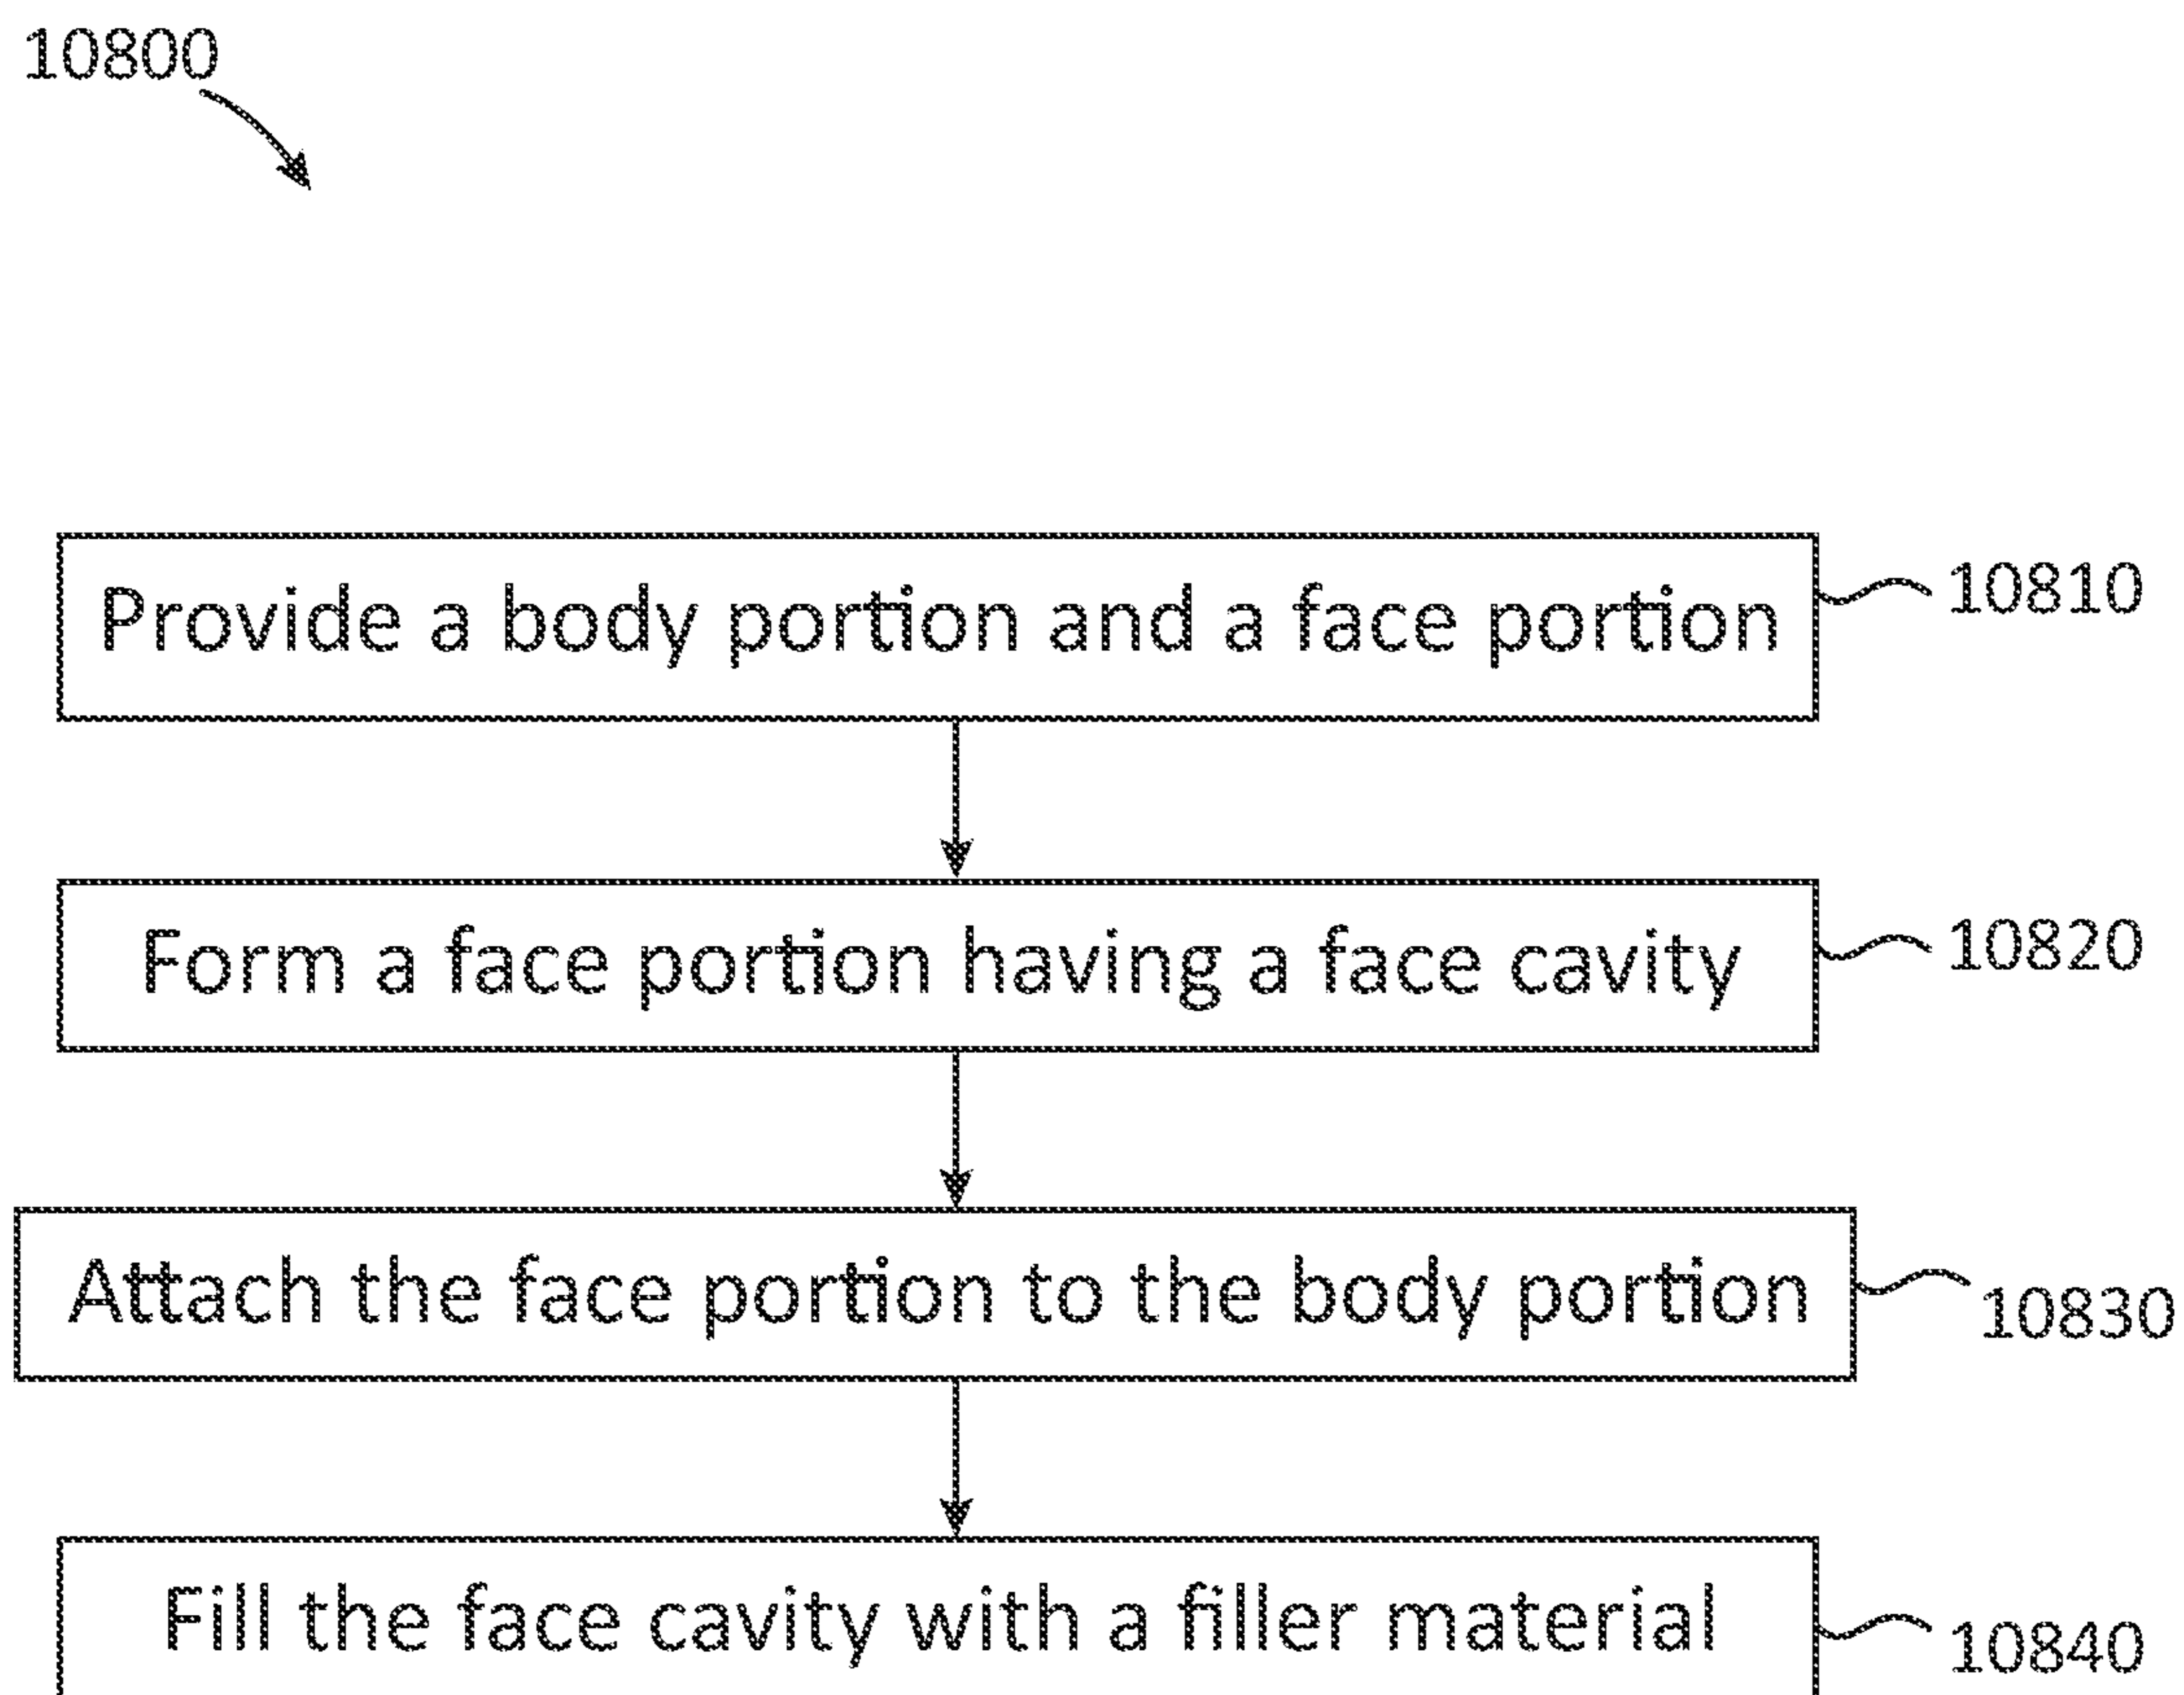 10800
Provide a body portion and a face portion
10810
Form a face portion having a face cavity
10820
Attach the face portion to the body portion
10830
Fill the face cavity with a filler material
10840